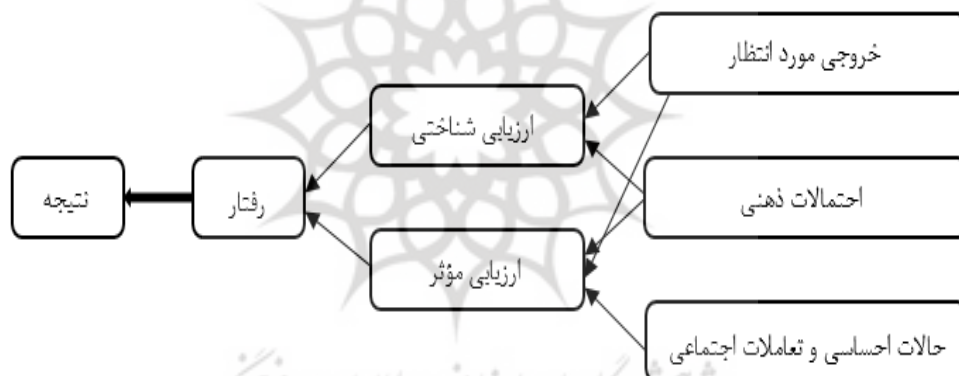 خروجی مورد انتظار
ارزیابی شناختی
احتمالات ذهنی
رفتار
نتیجه
ارزیابی مؤثر
حالات احساسی و تعاملات اجتماعی